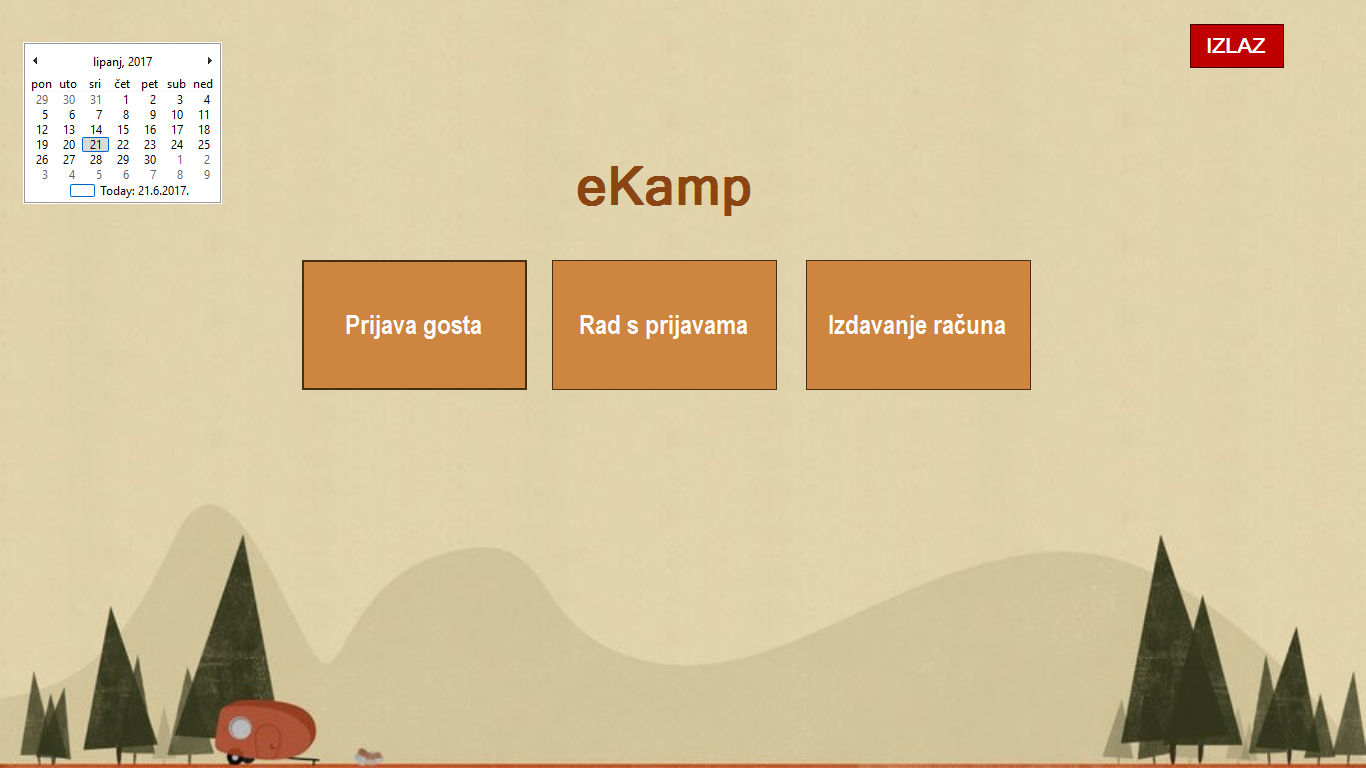 lipanj, 2017
pon uto sri čet pet sub ned
29 30 31 1 2 3 4
5 6 7 8 9 10 11
12 13 14 15 16 17 18
19 20 21 22 23 24 25
26 27 28 29 30 1 2
3 4 5 6 7 8 9
Today: 21.6.2017.
IZLAZ
eKamp
Prijava gosta
Rad s prijavama
Izdavanje računa